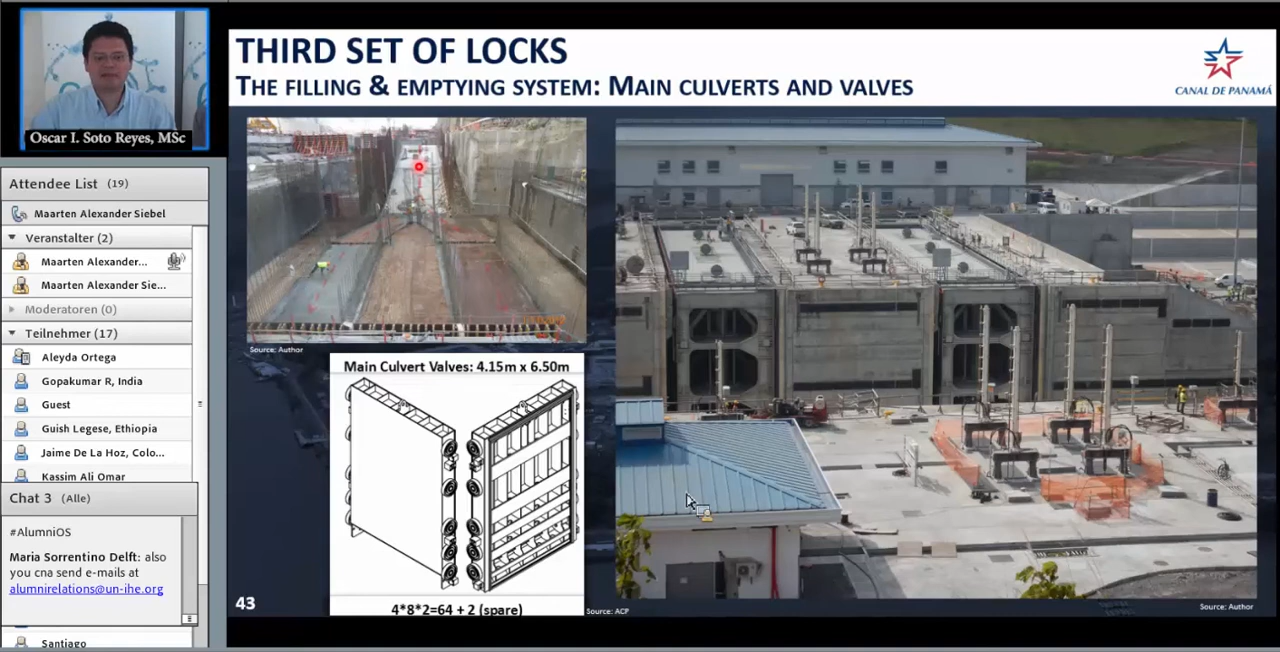 Oscar I. Soto Reyes, MSc
Attendee List (19)
Maarten Alexander Siebel
Veranstalter (2)
Maarten Alexander...
Maarten Alexander Sie...
Moderatoren (0)
Teilnehmer (17)
Aleyda Ortega
Gopakumar R, India
Guest
Guish Legese, Ethiopia
Jaime De La Hoz, Colo...
Kassim Ali Omar
Chat 3 (Alle)
#AlumniOS
Maria Sorrentino Delft: also
you cna send e-mails at
alumnirelations@un-ihe.org
Santiago
THIRD SET OF LOCKS
THE FILLING & EMPTYING SYSTEM: MAIN CULVERTS AND VALVES
CANAL DE PANAMÁ
Source: Author
Main Culvert Valves: 4.15m x 6.50m
4*8*2=64 + 2 (spare)
Source: ACP
Source: Author
43